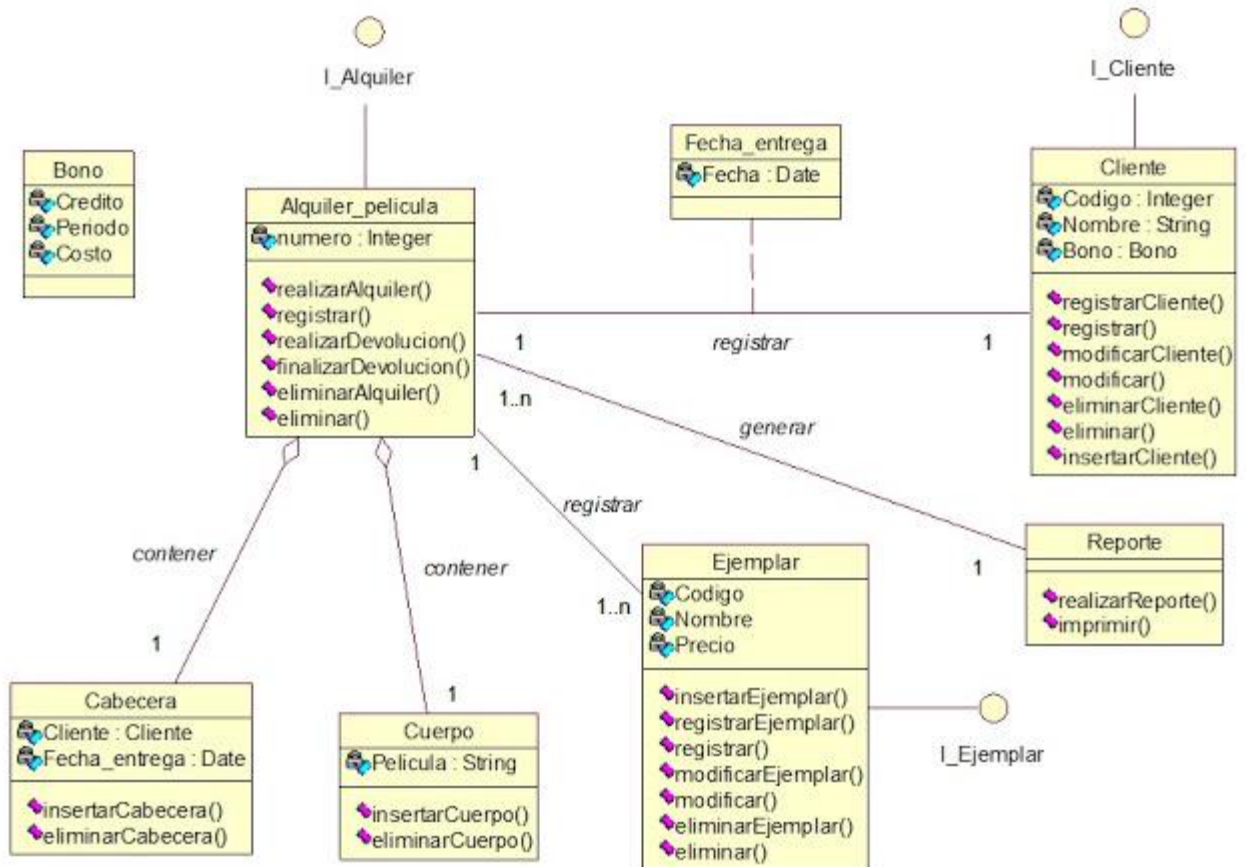 I_Alquiler
I_Cliente
Bono
Credito
Periodo
Costo
Alquiler_pelicula
numero : Integer
realizarAlquiler()
registrar()
realizarDevolucion()
finalizarDevolucion()
eliminarAlquiler()
eliminar()
Fecha_entrega
Fecha : Date
Cliente
Codigo : Integer
Nombre : String
Bono : Bono
registrarCliente()
registrar()
modificarCliente()
modificar()
eliminarCliente()
eliminar()
insertarCliente()
1
registrar
1
1..n
generar
1
1
registrar
1..n
contener
1
contener
1
Reporte
realizarReporte()
imprimir()
Ejemplar
Codigo
Nombre
Precio
insertarEjemplar()
registrarEjemplar()
registrar()
modificarEjemplar()
modificar()
eliminarEjemplar()
eliminar()
I_Ejemplar
Cabecera
Cliente : Cliente
Fecha_entrega : Date
insertarCabecera()
eliminarCabecera()
Cuerpo
Pelicula : String
insertarCuerpo()
eliminarCuerpo()